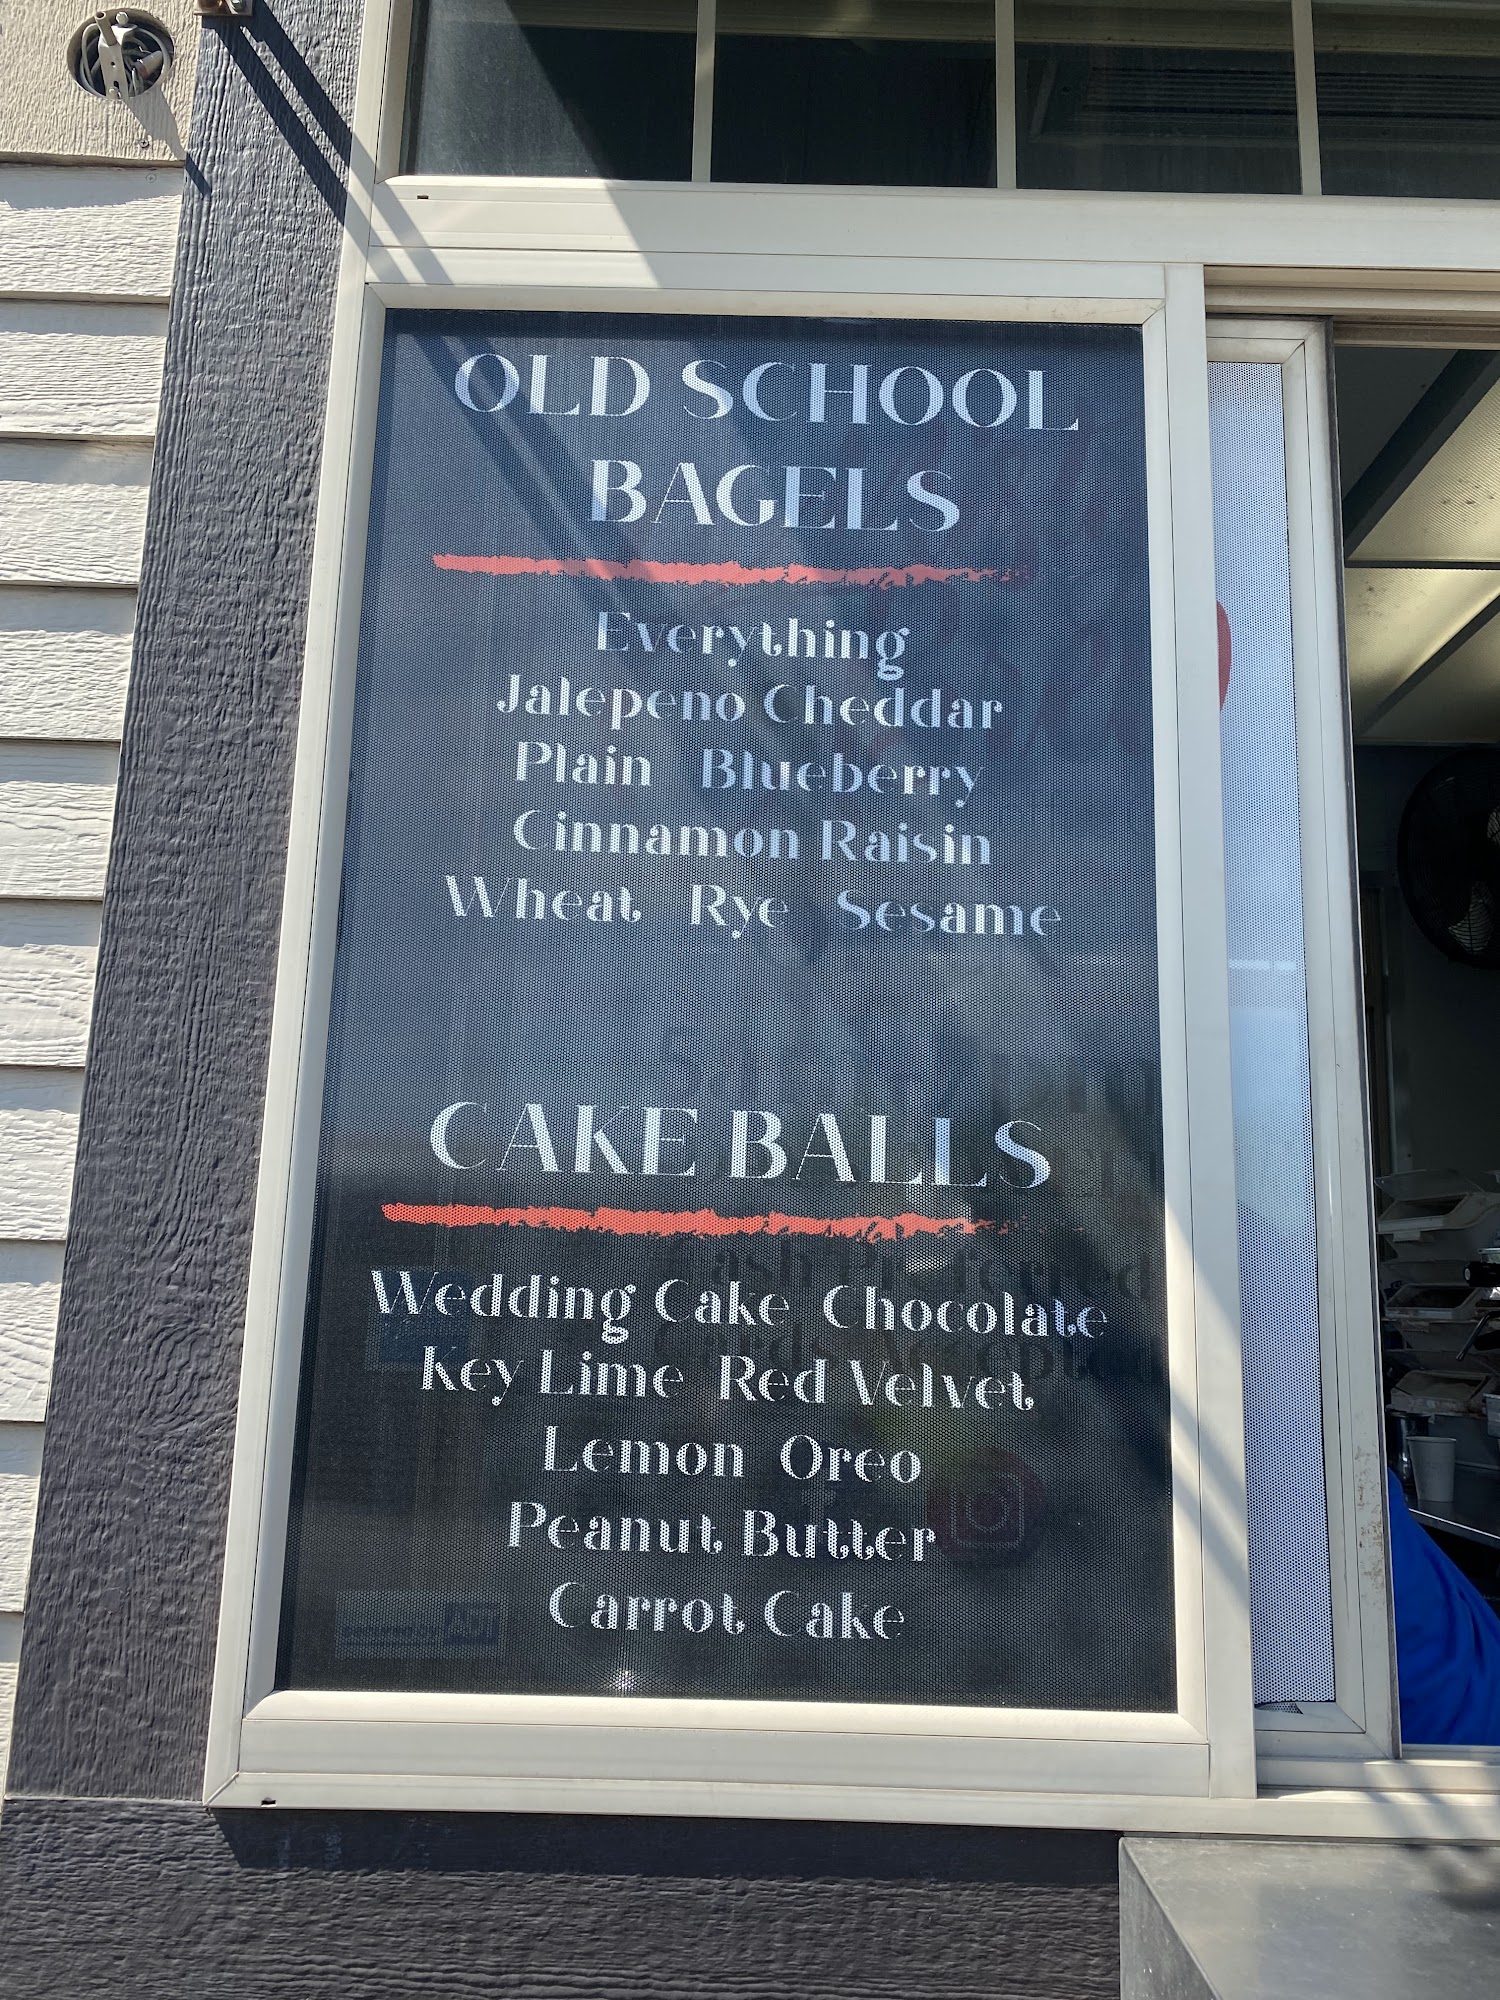 OLD SCHOOL
BAGELS
Everything
Jalepeno Cheddar
Plain Blueberry
Cinnamon Raisin
Wheat Rye Sesame
CAKE BALLS
Wedding Cake Chocolate
Key Lime Red Velvet
Lemon Oreo
Peanut Butter
Carrot Cake